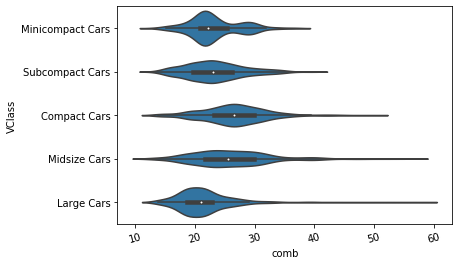 Minicompact Cars
Subcompact Cars
Compact Cars
Midsize Cars
Large Cars
VClass
10 20 30 40 50 60
comb